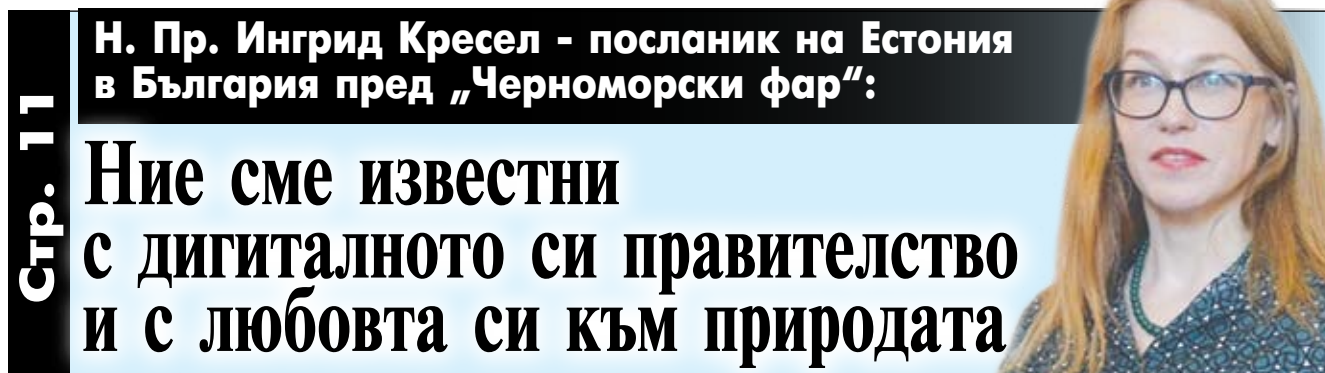 Стр. 11
Н. Пр. Ингрид Кресел - посланик на Естония
в България пред „Черноморски фар“:
Ние сме известни
с дигиталното си правителство
и с любовта си към природата